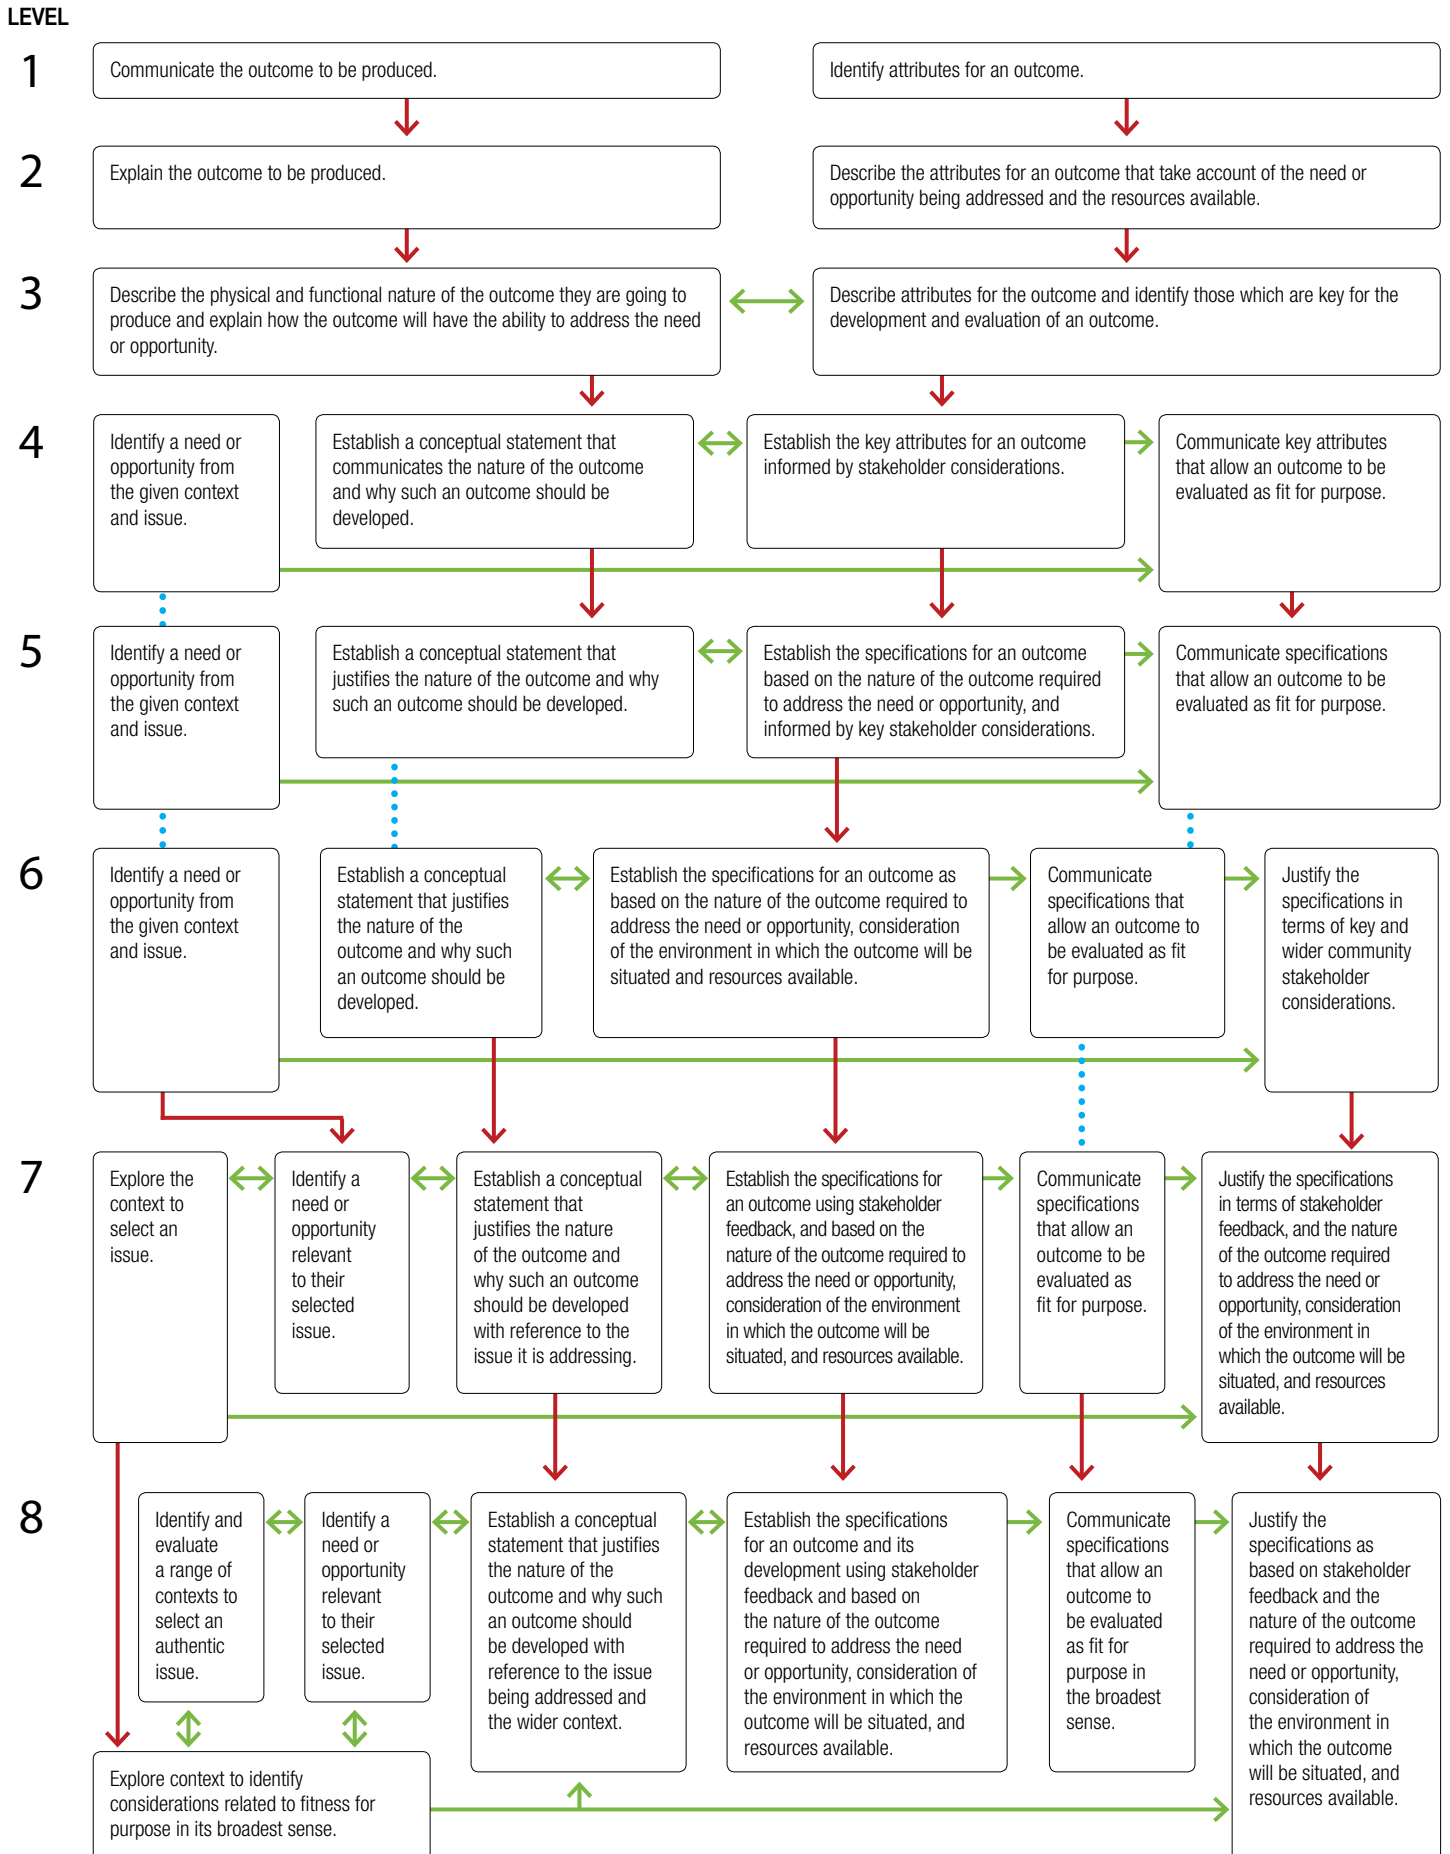 LEVEL
1
Communicate the outcome to be produced.
Identify attributes for an outcome.
2
Explain the outcome to be produced.
Describe the attributes for an outcome that take account of the need or
opportunity being addressed and the resources available.
3
Describe the physical and functional nature of the outcome they are going to
produce and explain how the outcome will have the ability to address the need
or opportunity.
Describe attributes for the outcome and identify those which are key for the
development and evaluation of an outcome.
4
Identify a need or
opportunity from
the given context
and issue.
Establish a conceptual statement that
communicates the nature of the outcome
and why such an outcome should be
developed.
Establish the key attributes for an outcome
informed by stakeholder considerations.
Communicate key attributes
that allow an outcome to be
evaluated as fit for purpose.
5
Identify a need or
opportunity from
the given context
and issue.
Establish a conceptual statement that
justifies the nature of the outcome and why
such an outcome should be developed.
Establish the specifications for an outcome
based on the nature of the outcome required
to address the need or opportunity, and
informed by key stakeholder considerations.
Communicate specifications
that allow an outcome to be
evaluated as fit for purpose.
6
Identify a need or
opportunity from
the given context
and issue.
Establish a conceptual
statement that justifies
the nature of the
outcome and why such
an outcome should be
developed.
Establish the specifications for an outcome as
based on the nature of the outcome required to
address the need or opportunity, consideration
of the environment in which the outcome will be
situated and resources available.
Communicate
specifications that
allow an outcome to
be evaluated as fit
for purpose.
Justify the
specifications in
terms of key and
wider community
stakeholder
considerations.
7
Explore the
context to
select an
issue.
Identify a
need or
opportunity
relevant
to their
selected
issue.
Establish a conceptual
statement that
justifies the nature
of the outcome and
why such an outcome
should be developed
with reference to the
issue it is addressing.
Establish the specifications for
an outcome using stakeholder
feedback, and based on the
nature of the outcome required to
address the need or opportunity,
consideration of the environment
in which the outcome will be
situated, and resources available.
Communicate
specifications
that allow an
outcome to be
evaluated as
fit for purpose.
Justify the specifications
in terms of stakeholder
feedback, and the nature
of the outcome required
to address the need or
opportunity, consideration
of the environment in
which the outcome will be
situated, and resources
available.
8
Identify and
evaluate
a range of
contexts to
select an
authentic
issue.
Identify a
need or
opportunity
relevant
to their
selected
issue.
Establish a conceptual
statement that justifies
the nature of the
outcome and why such
an outcome should
be developed with
reference to the issue
being addressed and
the wider context.
Establish the specifications
for an outcome and its
development using stakeholder
feedback and based on
the nature of the outcome
required to address the need
or opportunity, consideration of
the environment in which the
outcome will be situated, and
resources available.
Communicate
specifications
that allow an
outcome to
be evaluated
as fit for
purpose in
the broadest
sense.
Justify the
specifications as
based on stakeholder
feedback and the
nature of the outcome
required to address the
need or opportunity,
consideration of
the environment in
which the outcome
will be situated, and
resources available.
Explore context to identify
considerations related to fitness for
purpose in its broadest sense.